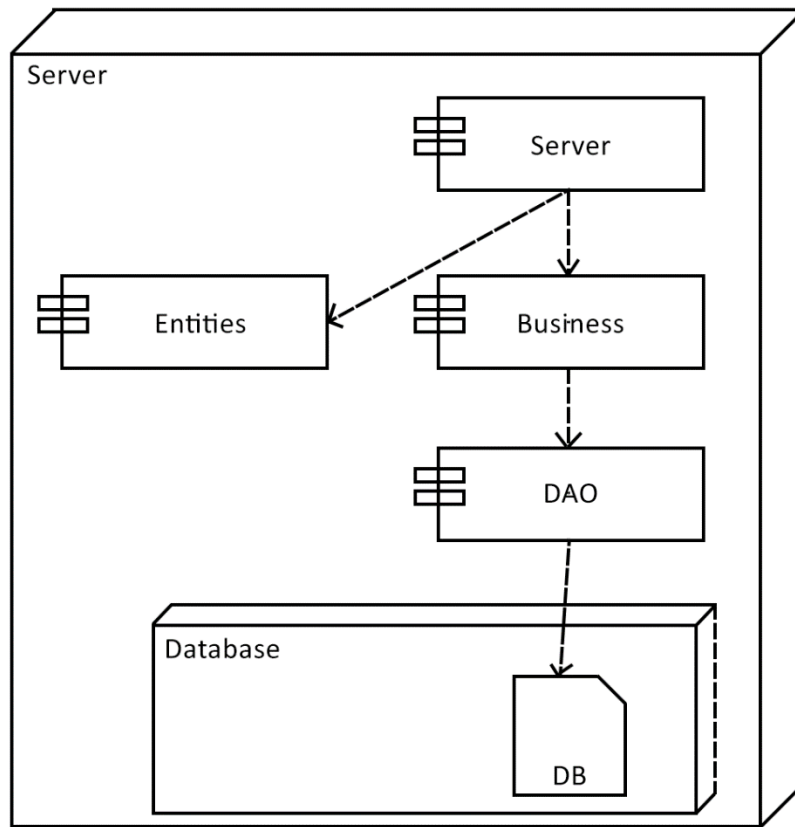 Server
Server
Entities
Business
DAO
Database
DB